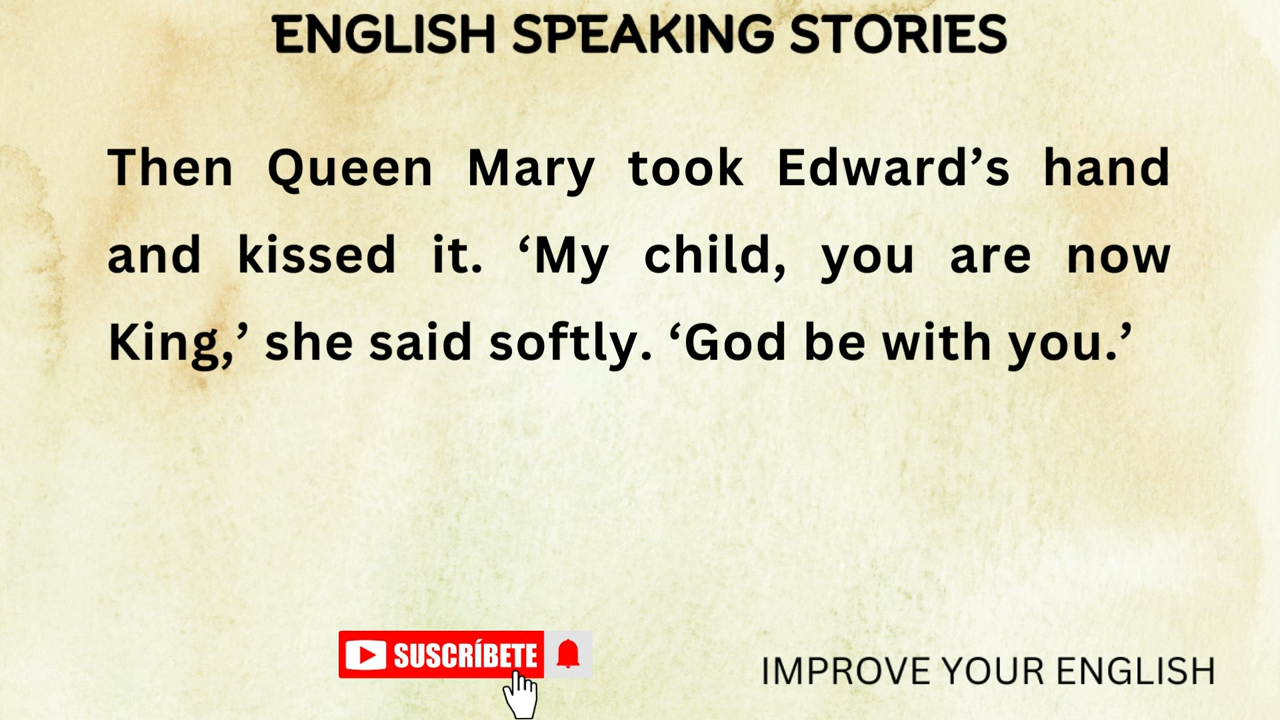 ENGLISH SPEAKING STORIES
Then Queen Mary took Edward’s hand
and kissed it. ‘My child, you are now
King,’ she said softly. ‘God be with you.’
SUSCRÍBETE
IMPROVE YOUR ENGLISH